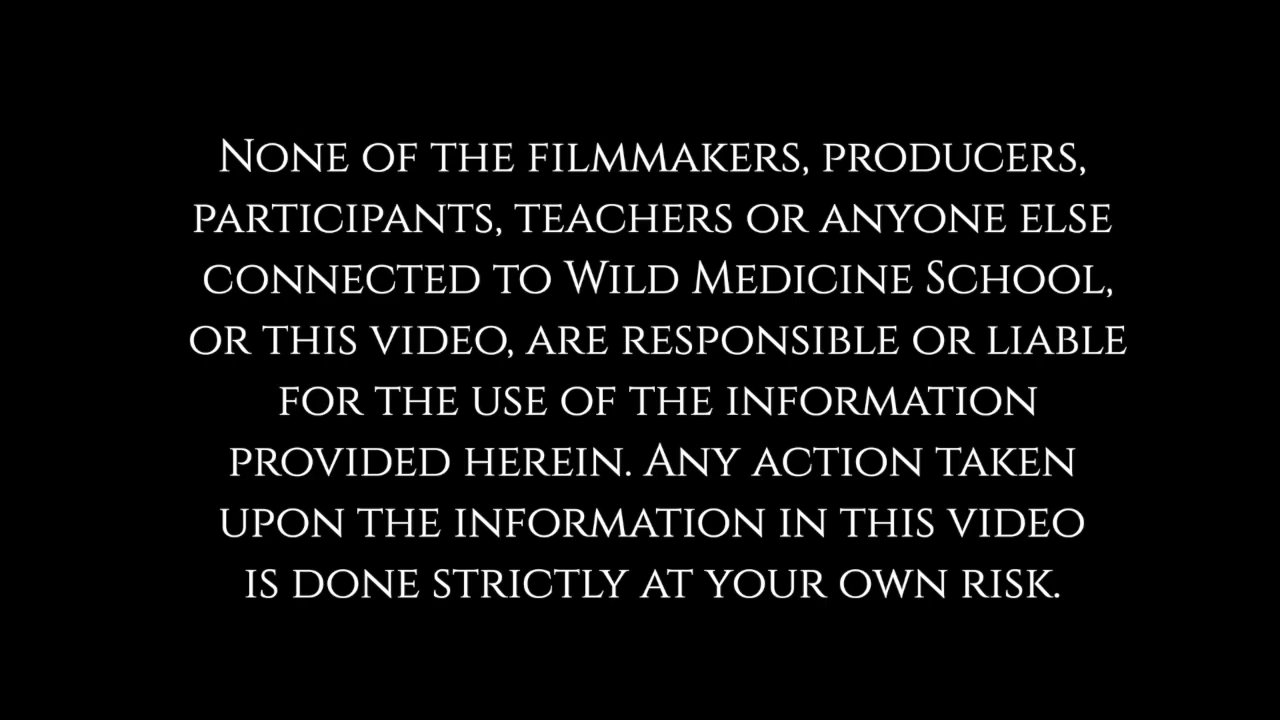 None of the filmmakers, producers,
participants, teachers or anyone else
connected to Wild Medicine School,
or this video, are responsible or liable
for the use of the information
provided herein. Any action taken
upon the information in this video
is done strictly at your own risk.